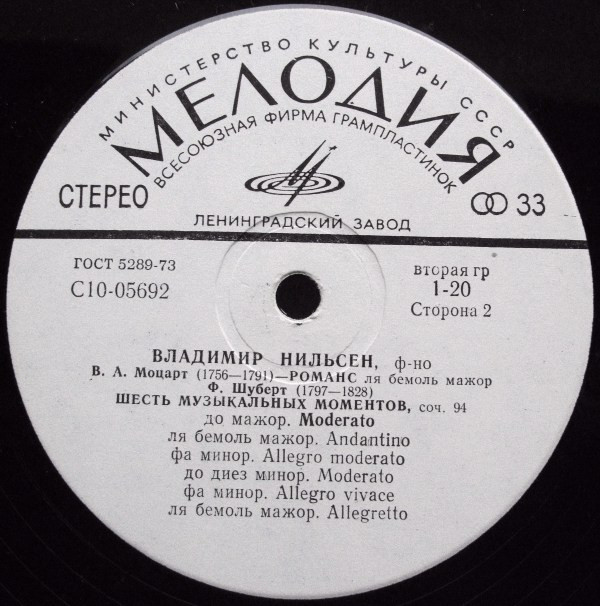 МИНИСТЕРСТВО КУЛЬТУРЫ СССР
МЕЛОДИЯ
ВСЕСОЮЗНАЯ ФИРМА ГРАМПЛАСТИНОК
СТЕРЕО
33
ЛЕНИНГРАДСКИЙ ЗАВОД
ГОСТ 5289-73
С10-05692
вторая гр
1-20
Сторона 2
ВЛАДИМИР НИЛЬСЕН, ф-но
В. А. Моцарт (1756—1791)—РОМАНС ля бемоль мажор
Ф. Шуберт (1797—1828)
ШЕСТЬ МУЗЫКАЛЬНЫХ МОМЕНТОВ, соч. 94
до мажор. Moderato
ля бемоль мажор. Andantino
фа минор. Allegro moderato
до диез минор. Moderato
фа минор. Allegro vivace
ля бемоль мажор. Allegretto